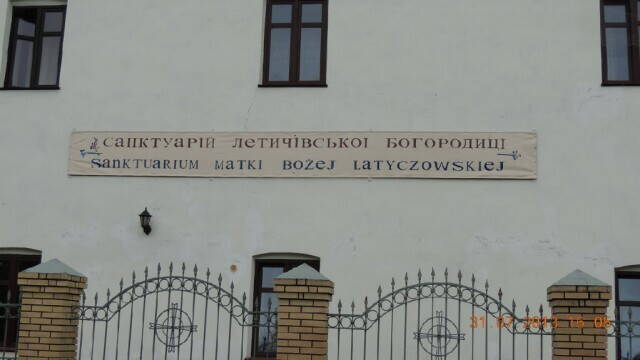 САНКТУАРІЙ ЛЕТИЧІВСЬКОЇ БОГОРОДИЦІ
SANKTUARIUM MATKI BOŻEJ LATYCZOWSKIEJ